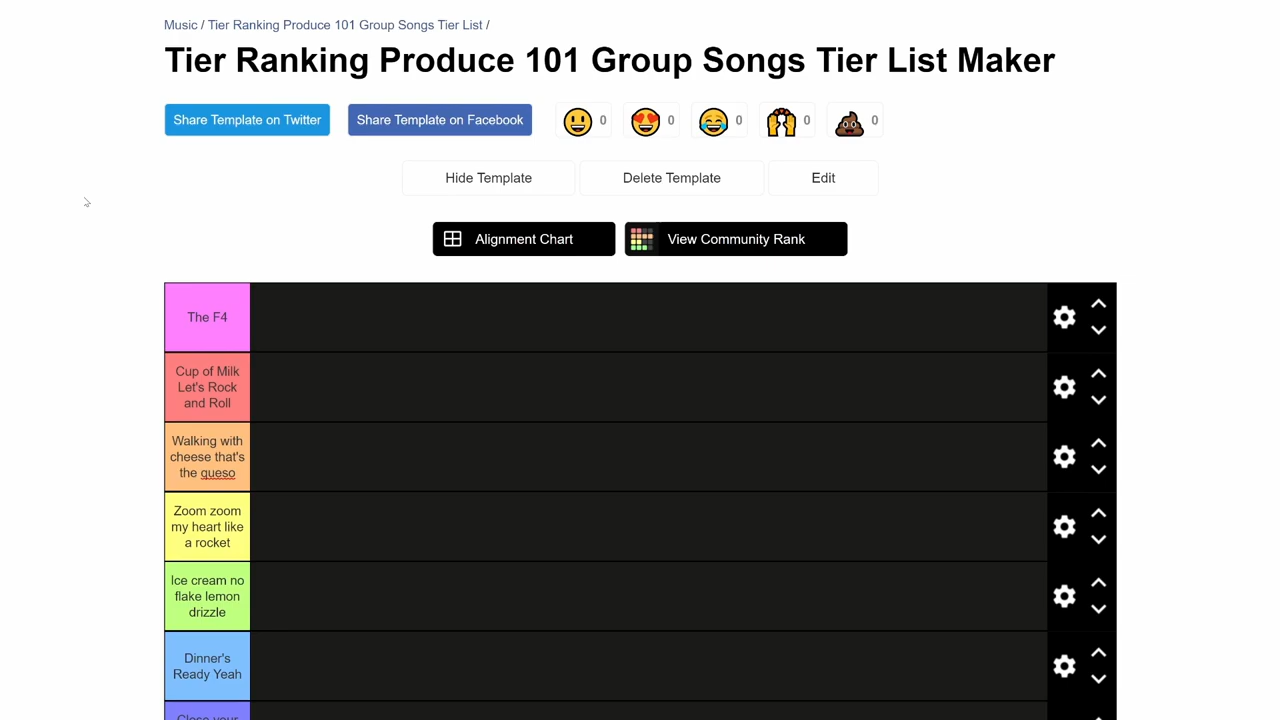 Music / Tier Ranking Produce 101 Group Songs Tier List /
Tier Ranking Produce 101 Group Songs Tier List Maker
Share Template on Twitter
Share Template on Facebook
0
0
0
0
0
Hide Template
Delete Template
Edit
Alignment Chart
View Community Rank
The F4
Cup of Milk
Let's Rock
and Roll
Walking with
cheese that's
the queso
Zoom zoom
my heart like
a rocket
Ice cream no
flake lemon
drizzle
Dinner's
Ready Yeah
Close your